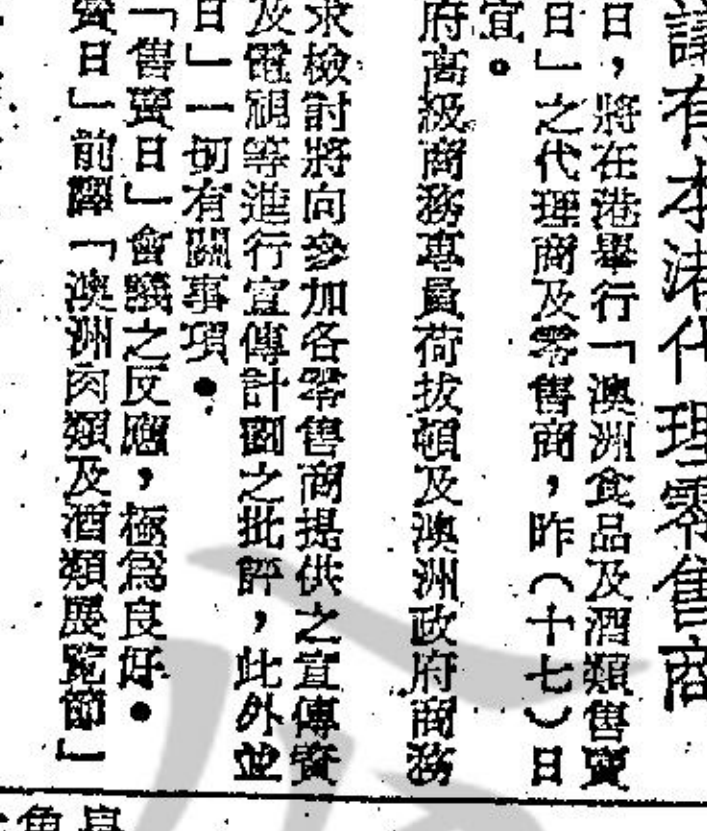 議有本港代理零售商
日，將在港舉行「澳洲食品及酒類售賣
日」之代理商及零售商，昨（十七）日
宜。
府高級商務專員荷拔頓及澳洲政府商務
求檢討將向參加各零售商提供之宣傳資
及電視等進行宣傳計劃之批評，此外並
日」一切有關事項。
「售賣日」會議之反應，極爲良好。
賣日」前譯「澳洲肉類及酒類展覽節」